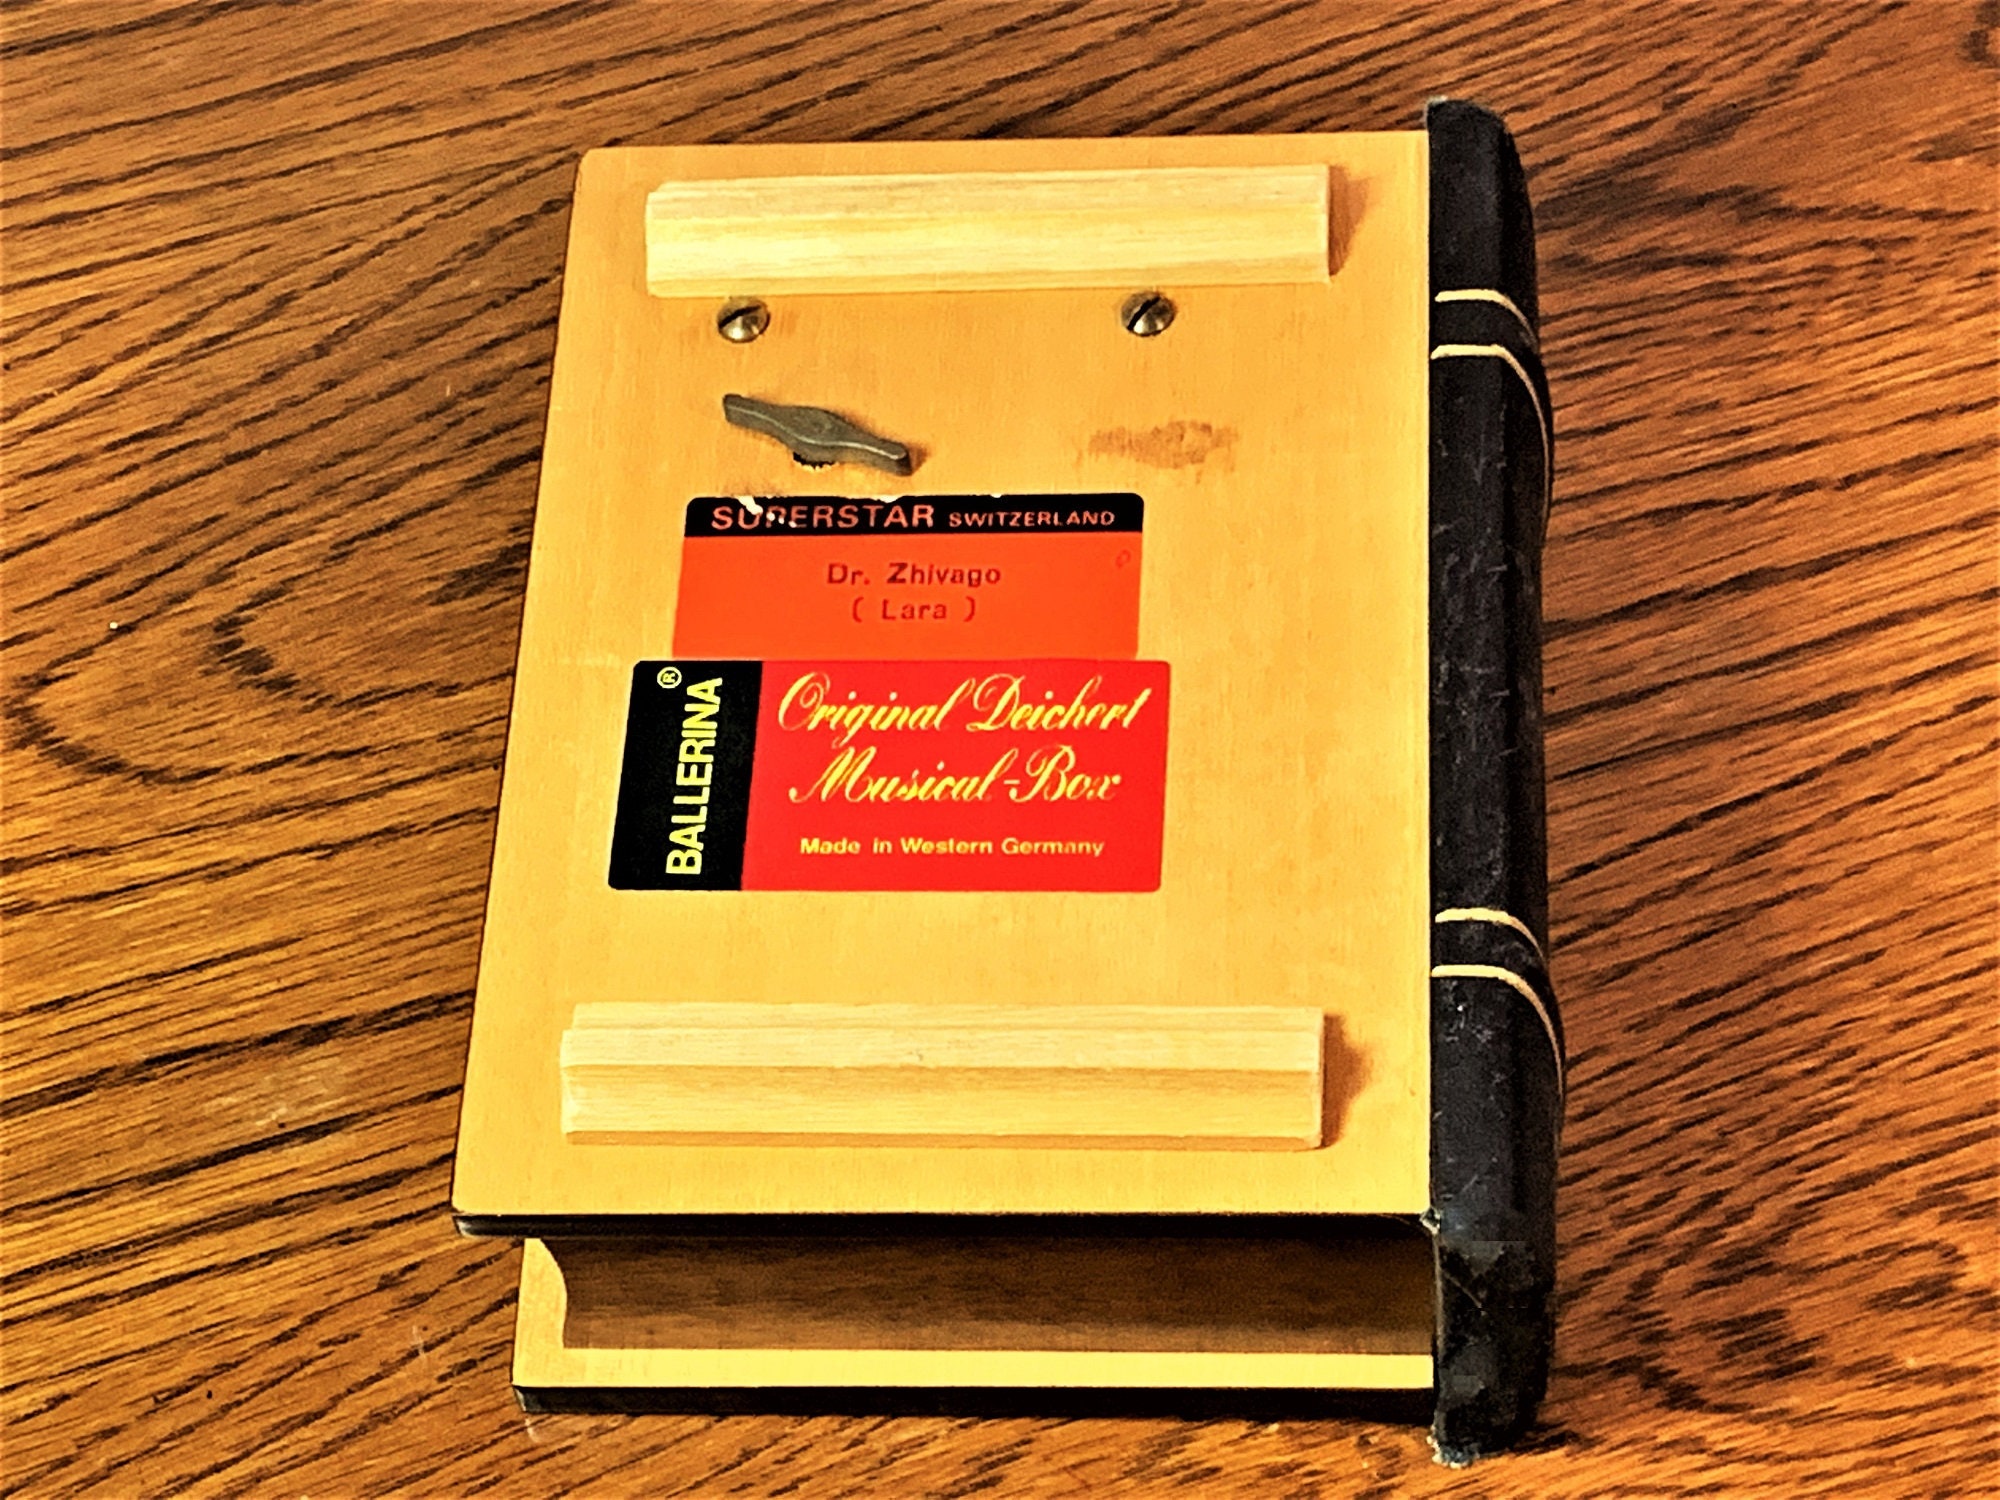 SUPERSTAR SWITZERLAND
Dr. Zhivago
( Lara )
BALLERINA®
Original Deichert
Musical-Box
Made in Western Germany